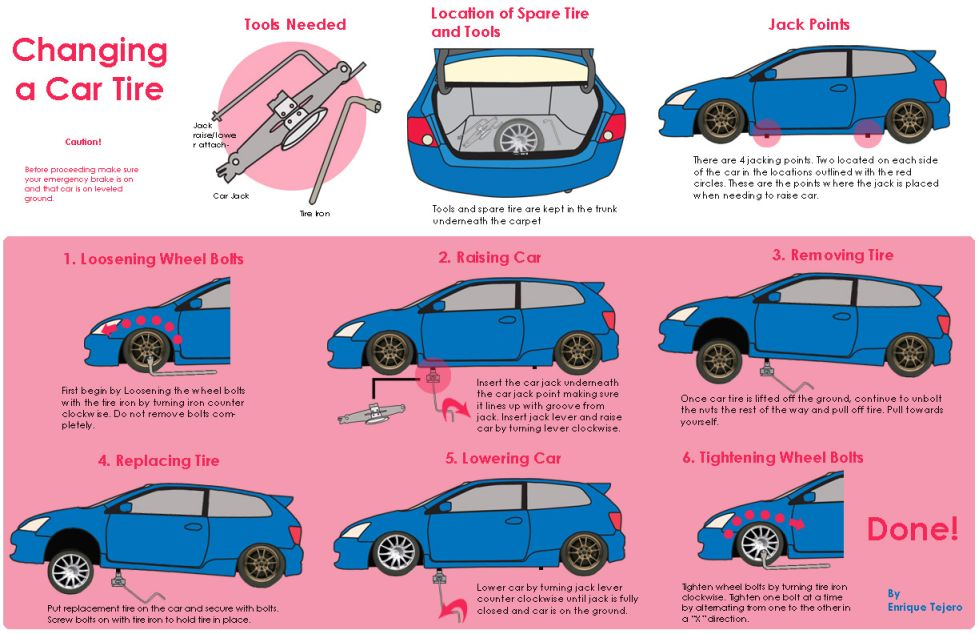 Changing
a Car Tire
Caution!
Before proceeding make sure
your emergency brake is on
and that car is on leveled
ground.
Tools Needed
Jack
raise/lowe
r attach-
Car Jack
Tire iron
Location of Spare Tire
and Tools
Tools and spare tire are kept in the trunk
underneath the carpet
Jack Points
There are 4 jacking points. Two located on each side
of the car in the locations outlined with the red
circles. These are the points where the jack is placed
when needing to raise car.
1. Loosening Wheel Bolts
First begin by Loosening the wheel bolts
with the tire iron by turning iron counter
clockwise. Do not remove bolts com-
pletely.
2. Raising Car
Insert the car jack underneath
the car jack point making sure
it lines up with groove from
jack. Insert jack lever and raise
car by turning lever clockwise.
3. Removing Tire
Once car tire is lifted off the ground, continue to unbolt
the nuts the rest of the way and pull off tire. Pull towards
yourself.
4. Replacing Tire
Put replacement tire on the car and secure with bolts.
Screw bolts on with tire iron to hold tire in place.
5. Lowering Car
Lower car by turning jack lever
counter clockwise until jack is fully
closed and car is on the ground.
6. Tightening Wheel Bolts
Tighten wheel bolts by turning tire iron
clockwise. Tighten one bolt at a time
by alternating from one to the other in
a "X" direction.
Done!
By
Enrique Tejero